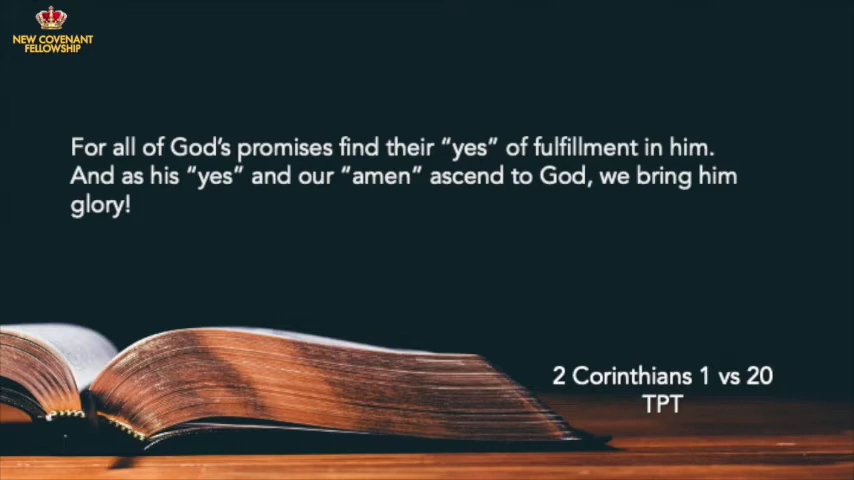 NEW COVENANT
FELLOWSHIP
For all of God’s promises find their “yes” of fulfillment in him.
And as his “yes” and our “amen” ascend to God, we bring him
glory!
2 Corinthians 1 vs 20
TPT